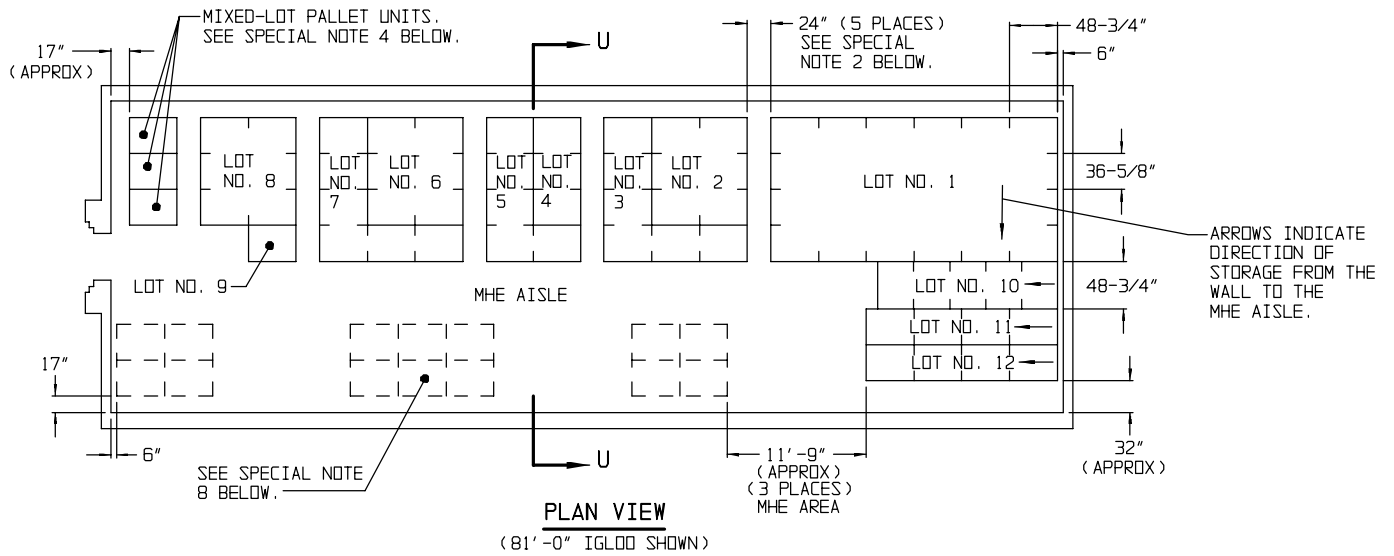 MIXED-LOT PALLET UNITS.
SEE SPECIAL NOTE 4 BELOW.
17"
(APPROX)
U
24" (5 PLACES)
SEE SPECIAL
NOTE 2 BELOW.
48-3/4"
6"
LOT
NO. 8
LOT
NO.
7
LOT
NO. 6
LOT
NO.
5
LOT
NO.
4
LOT
NO.
3
LOT
NO. 2
LOT NO. 1
36-5/8"
ARROWS INDICATE
DIRECTION OF
STORAGE FROM THE
WALL TO THE
MHE AISLE.
LOT NO. 9
MHE AISLE
LOT NO. 10
48-3/4"
LOT NO. 11
LOT NO. 12
17"
6"
SEE SPECIAL NOTE
8 BELOW.
U
11'-9"
(APPROX)
(3 PLACES)
MHE AREA
32"
(APPROX)
PLAN VIEW
(81'-0" IGLOO SHOWN)